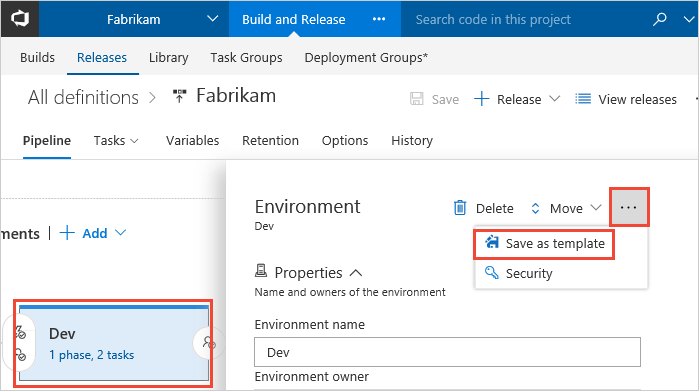 Fabrikam Build and Release ... Search code in this project
Builds Releases Library Task Groups Deployment Groups*
All definitions > Fabrikam Save + Release View releases
Pipeline Tasks Variables Retention Options History
Environment Delete Move ...
Dev
ments + Add
Save as template
Security
Properties
Name and owners of the environment
Environment name
Dev
Environment owner
Dev
1 phase, 2 tasks